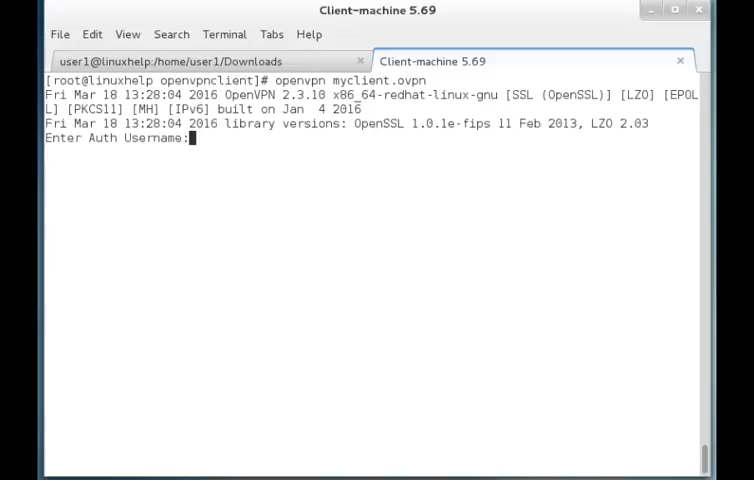 Client-machine 5.69
File Edit View Search Terminal Tabs Help
user1@linuxhelp:/home/user1/Downloads
Client-machine 5.69
[root@linuxhelp openvpnclient]# openvpn myclient.ovpn
Fri Mar 18 13:28:04 2016 OpenVPN 2.3.10 x86_64-redhat-linux-gnu [SSL (OpenSSL)] [LZO] [EPOL
L] [PKCS11] [MH] [IPv6] built on Jan  4 2016
Fri Mar 18 13:28:04 2016 library versions: OpenSSL 1.0.1e-fips 11 Feb 2013, LZO 2.03
Enter Auth Username: